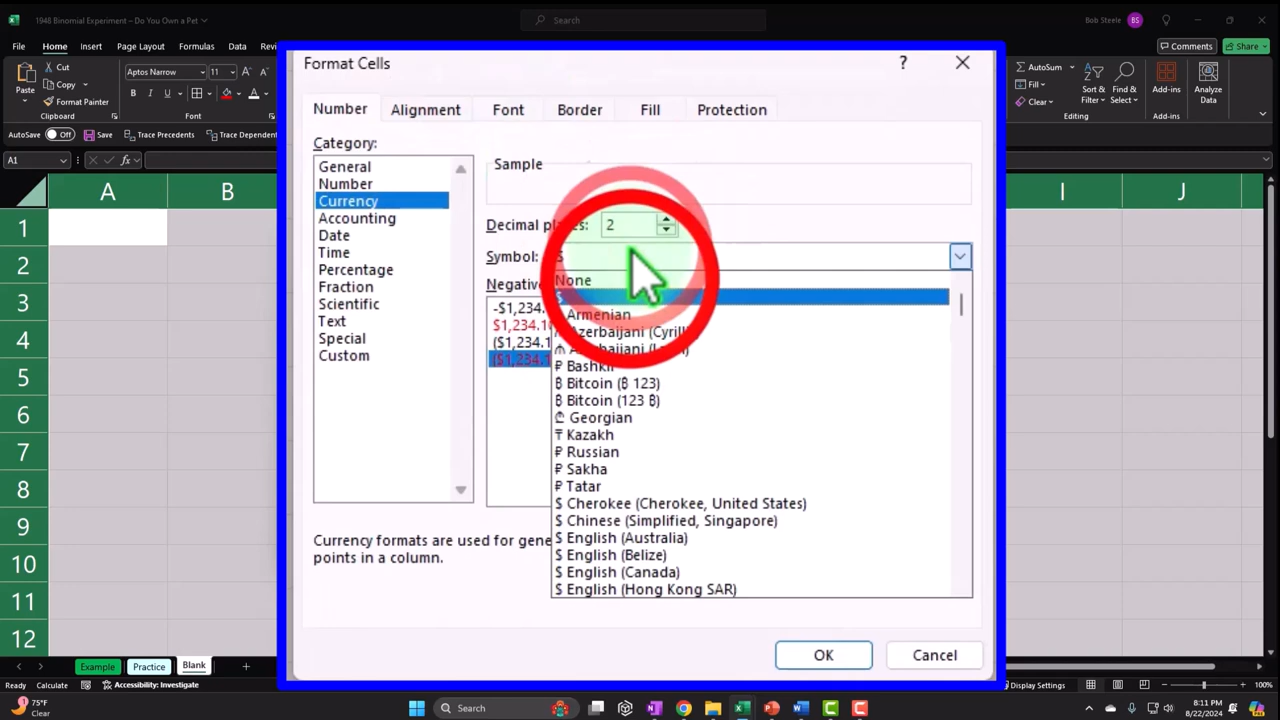 1948 Binomial Experiment – Do You Own a Pet
Search
Bob Steele BS
File Home Insert Page Layout Formulas Data
Comments Share
Paste
Cut
Copy
Format Painter
Clipboard
Aptos Narrow 11
B I U
Font
AutoSum
Fill
Clear
Sort & Filter
Find & Select
Editing
Add-ins
Add-ins
Analyze Data
AutoSave Off Save Trace Precedents Trace Dependent
A1 fx
A B I J
1
2
3
4
5
6
7
8
9
10
11
12
Format Cells ?
Number Alignment Font Border Fill Protection
Category:
General
Number
Currency
Accounting
Date
Time
Percentage
Fraction
Scientific
Text
Special
Custom
Sample
Decimal places: 2
Symbol: $
Negative
-$1,234.
$1,234.10
($1,234.1
($1,234.1
None
$
Armenian
Azerbaijani (Cyrill
₼ Azerbaijani (Latin)
₽ Bashkir
₿ Bitcoin (₿ 123)
₿ Bitcoin (123 ₿)
₾ Georgian
₸ Kazakh
₽ Russian
₽ Sakha
₽ Tatar
$ Cherokee (Cherokee, United States)
$ Chinese (Simplified, Singapore)
$ English (Australia)
$ English (Belize)
$ English (Canada)
$ English (Hong Kong SAR)
Currency formats are used for gene
points in a column.
OK Cancel
Example Practice Blank +
Ready Calculate Accessibility: Investigate
Display Settings 100%
75°F
Clear
Search
8:11 PM
8/22/2024